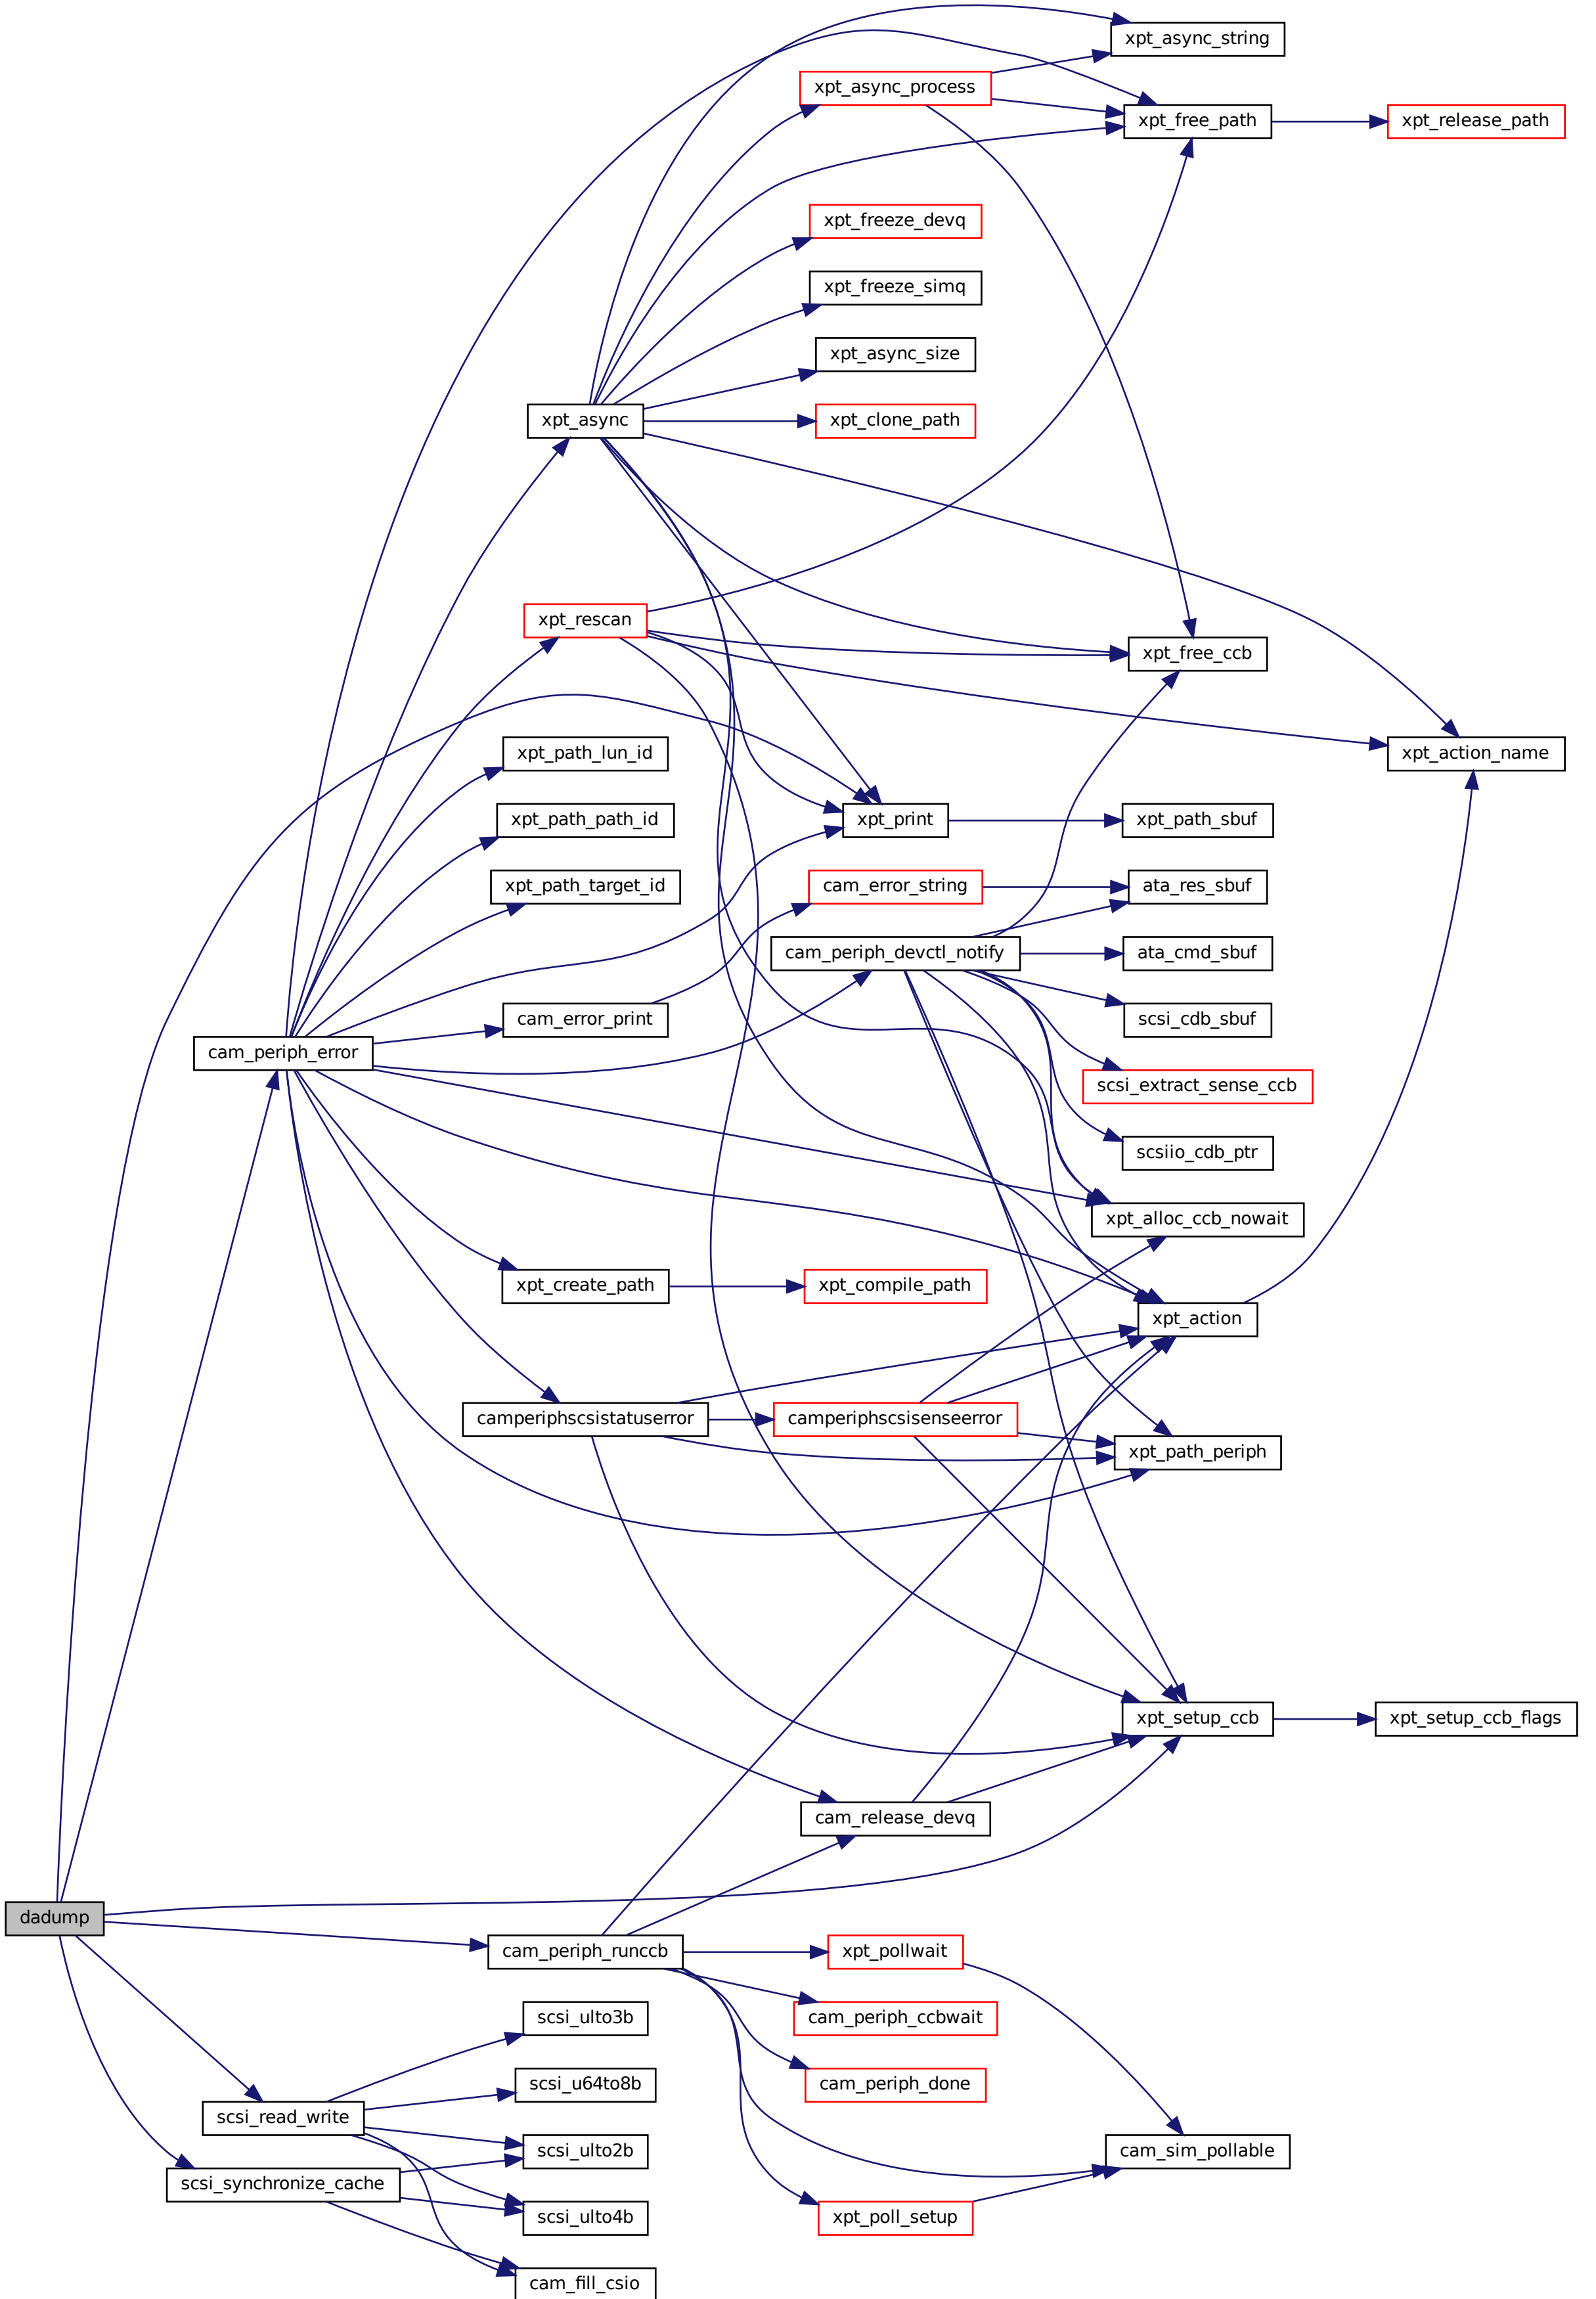 xpt_async_string
xpt_async_process
xpt_free_path
xpt_release_path
xpt_freeze_devq
xpt_freeze_simq
xpt_async_size
xpt_async
xpt_clone_path
xpt_rescan
xpt_free_ccb
xpt_path_lun_id
xpt_action_name
xpt_path_path_id
xpt_print
xpt_path_sbuf
xpt_path_target_id
cam_error_string
ata_res_sbuf
cam_periph_devctl_notify
ata_cmd_sbuf
cam_error_print
scsi_cdb_sbuf
cam_periph_error
scsi_extract_sense_ccb
scsiio_cdb_ptr
xpt_alloc_ccb_nowait
xpt_create_path
xpt_compile_path
xpt_action
camperiphscsistatuserror
camperiphscsisenseerror
xpt_path_periph
xpt_setup_ccb
xpt_setup_ccb_flags
cam_release_devq
dadump
cam_periph_runccb
xpt_pollwait
scsi_ulto3b
cam_periph_ccbwait
scsi_u64to8b
cam_periph_done
scsi_read_write
scsi_ulto2b
cam_sim_pollable
scsi_synchronize_cache
scsi_ulto4b
xpt_poll_setup
cam_fill_csio